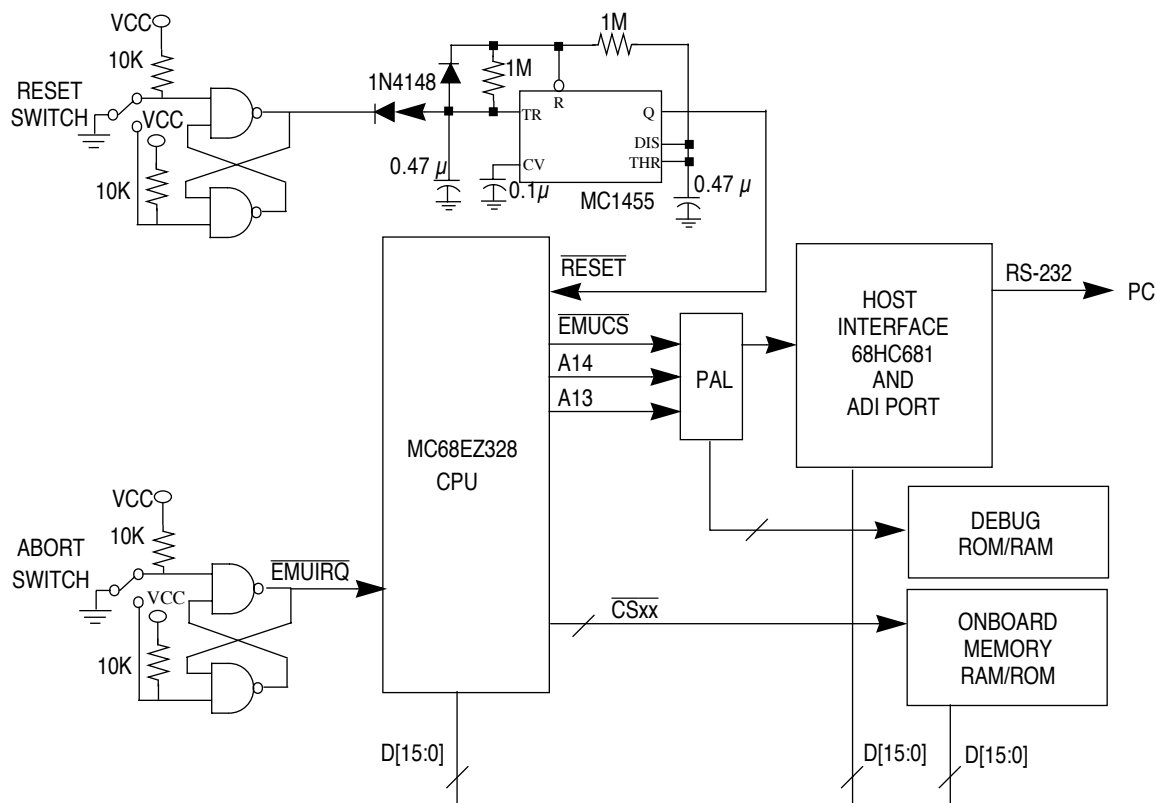 VCC
10K
RESET
SWITCH
VCC
10K
1N4148
1M
1M
R
TR
Q
DIS
THR
CV
0.47 µ
0.1µ
MC1455
0.47 µ
RESET
EMUCS
A14
A13
PAL
HOST
INTERFACE
68HC681
AND
ADI PORT
RS-232
PC
MC68EZ328
CPU
DEBUG
ROM/RAM
VCC
10K
ABORT
SWITCH
VCC
10K
EMUIRQ
CSxx
ONBOARD
MEMORY
RAM/ROM
D[15:0]
D[15:0]
D[15:0]